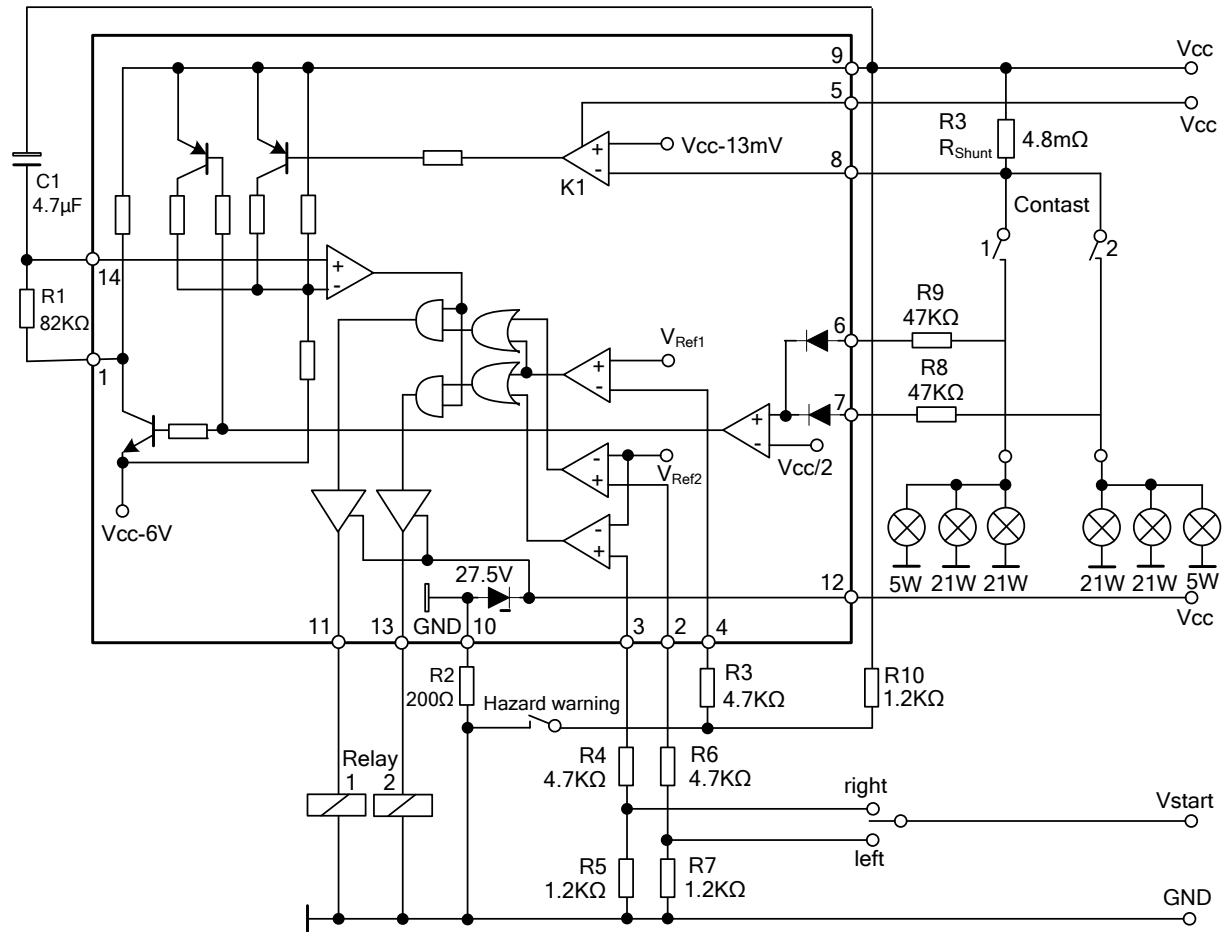 9
Vcc
5
Vcc
R3
RShunt
4.8mΩ
Vcc-13mV
8
K1
C1
4.7µF
Contast
1
2
14
R1
82KΩ
R9
47KΩ
6
VRef1
R8
47KΩ
1
7
Vcc/2
VRef2
Vcc-6V
5W
21W
21W
21W
21W
5W
27.5V
12
Vcc
11
13
GND
10
3
2
4
R2
200Ω
Hazard warning
R3
4.7KΩ
R10
1.2KΩ
Relay
1
2
R4
4.7KΩ
R6
4.7KΩ
right
Vstart
left
R5
1.2KΩ
R7
1.2KΩ
GND
+
-
+
-
+
-
+
-
-
+
-
+